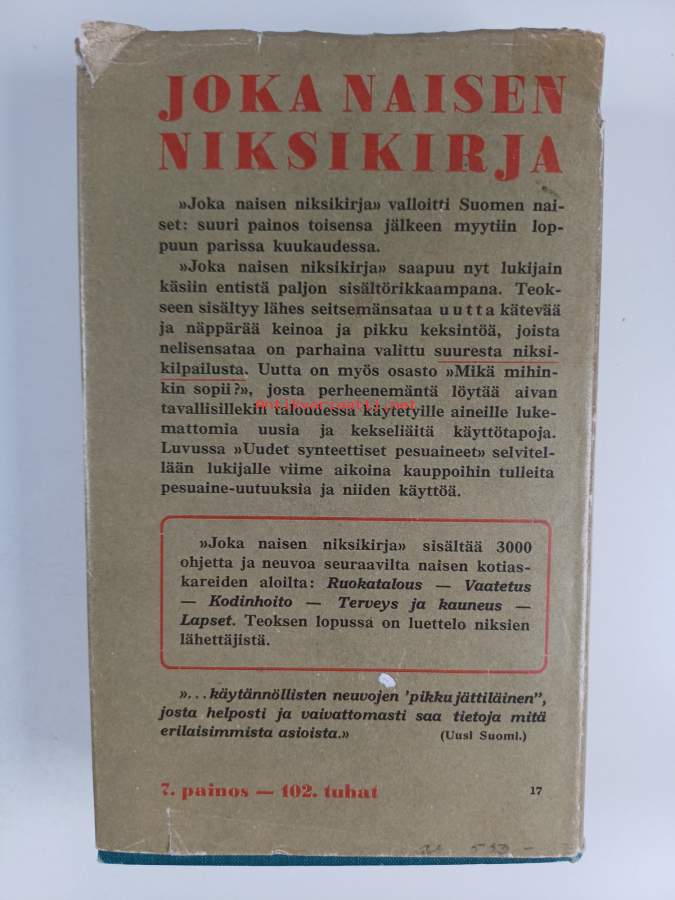 JOKA NAISEN
NIKSIKIRJA
»Joka naisen niksikirja» valloitti Suomen nai-
set: suuri painos toisensa jälkeen myytiin lop-
puun parissa kuukaudessa.
»Joka naisen niksikirja» saapuu nyt lukijain
käsiin entistä paljon sisältörikkaampana. Teok-
seen sisältyy lähes seitsemänsataa uutta kätevää
ja näppärää keinoa ja pikku keksintöä, joista
nelisensataa on parhaina valittu suuresta niksi-
kilpailusta. Uutta on myös osasto »Mikä mihin-
kin sopii?», josta perheenemäntä löytää aivan
tavallisillekin taloudessa käytetyille aineille luke-
mattomia uusia ja kekseliäitä käyttötapoja.
Luvussa »Uudet synteettiset pesuaineet» selvitel-
lään lukijalle viime aikoina kauppoihin tulleita
pesuaine-uutuuksia ja niiden käyttöä.
»Joka naisen niksikirja» sisältää 3000
ohjetta ja neuvoa seuraavilta naisen kotias-
kareiden aloilta: Ruokatalous — Vaatetus
— Kodinhoito — Terveys ja kauneus —
Lapset. Teoksen lopussa on luettelo niksien
lähettäjistä.
»...käytännöllisten neuvojen 'pikku jättiläinen",
josta helposti ja vaivattomasti saa tietoja mitä
erilaisimmista asioista.» (Uusi Suomi.)
7. painos — 102. tuhat 17